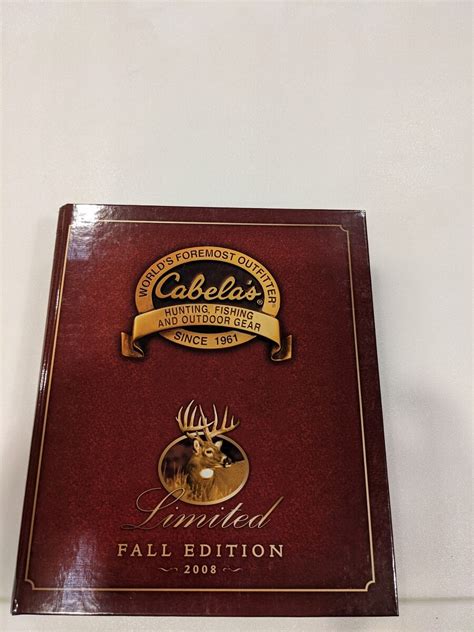 WORLD'S FOREMOST OUTFITTER®
Cabela's®
HUNTING, FISHING
AND OUTDOOR GEAR
SINCE 1961
Limited
FALL EDITION
~ 2008 ~